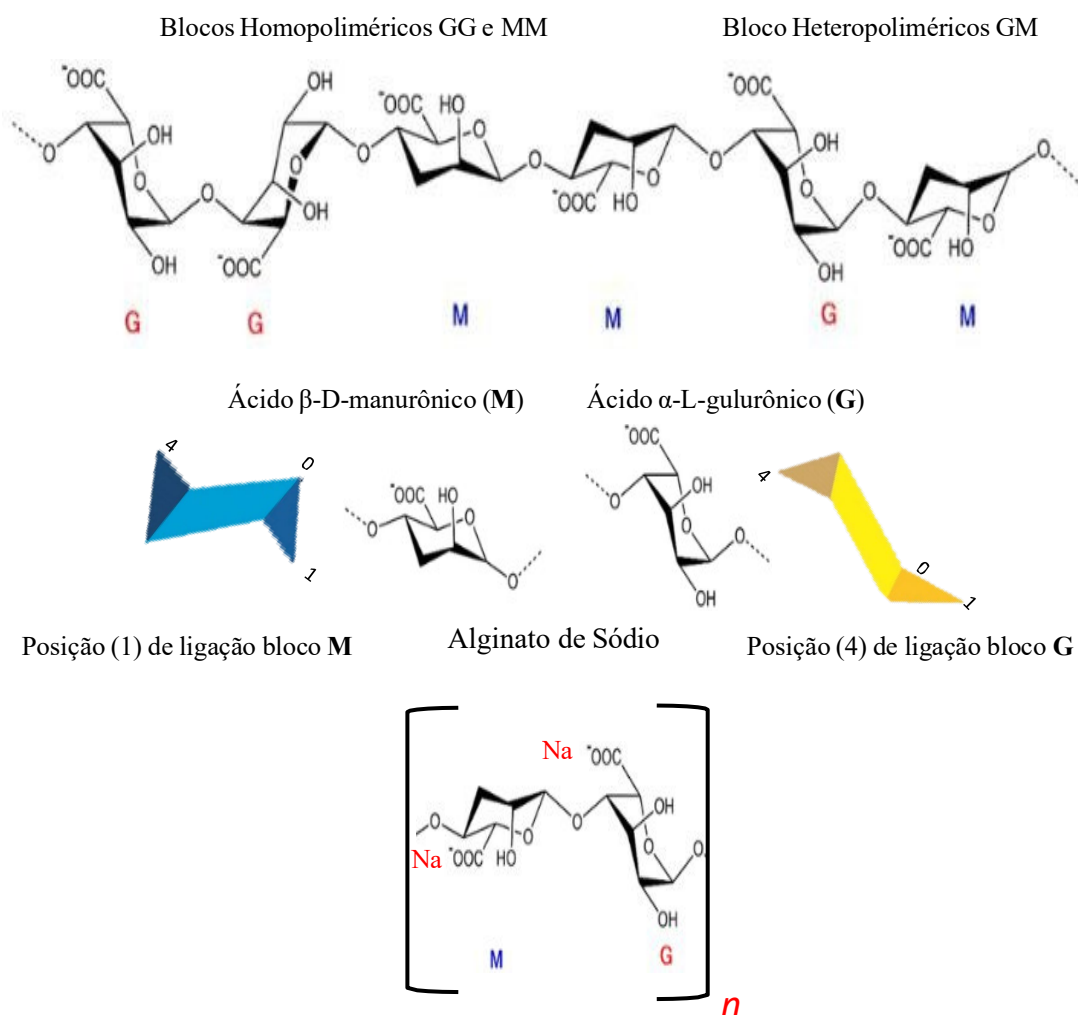 Blocos Homopoliméricos GG e MM
Bloco Heteropoliméricos GM
-OOC
OH
-OOC HO
-OOC
OH
O
OH
O
O
O
O
O
O
OH
O
O
O
OH
O
O
O
OH
-OOC
-OOC HO
OH
-OOC HO
G
G
M
M
G
M
Ácido β-D-manurônico (M)
Ácido α-L-gulurônico (G)
4
0
1
-OOC HO
O
O
O
-OOC
OH
O
O
O
OH
4
0
1
Posição (1) de ligação bloco M
Alginato de Sódio
Posição (4) de ligação bloco G
Na
-OOC
OH
O
O
O
O
O
Na
-OOC HO
OH
M
G
n